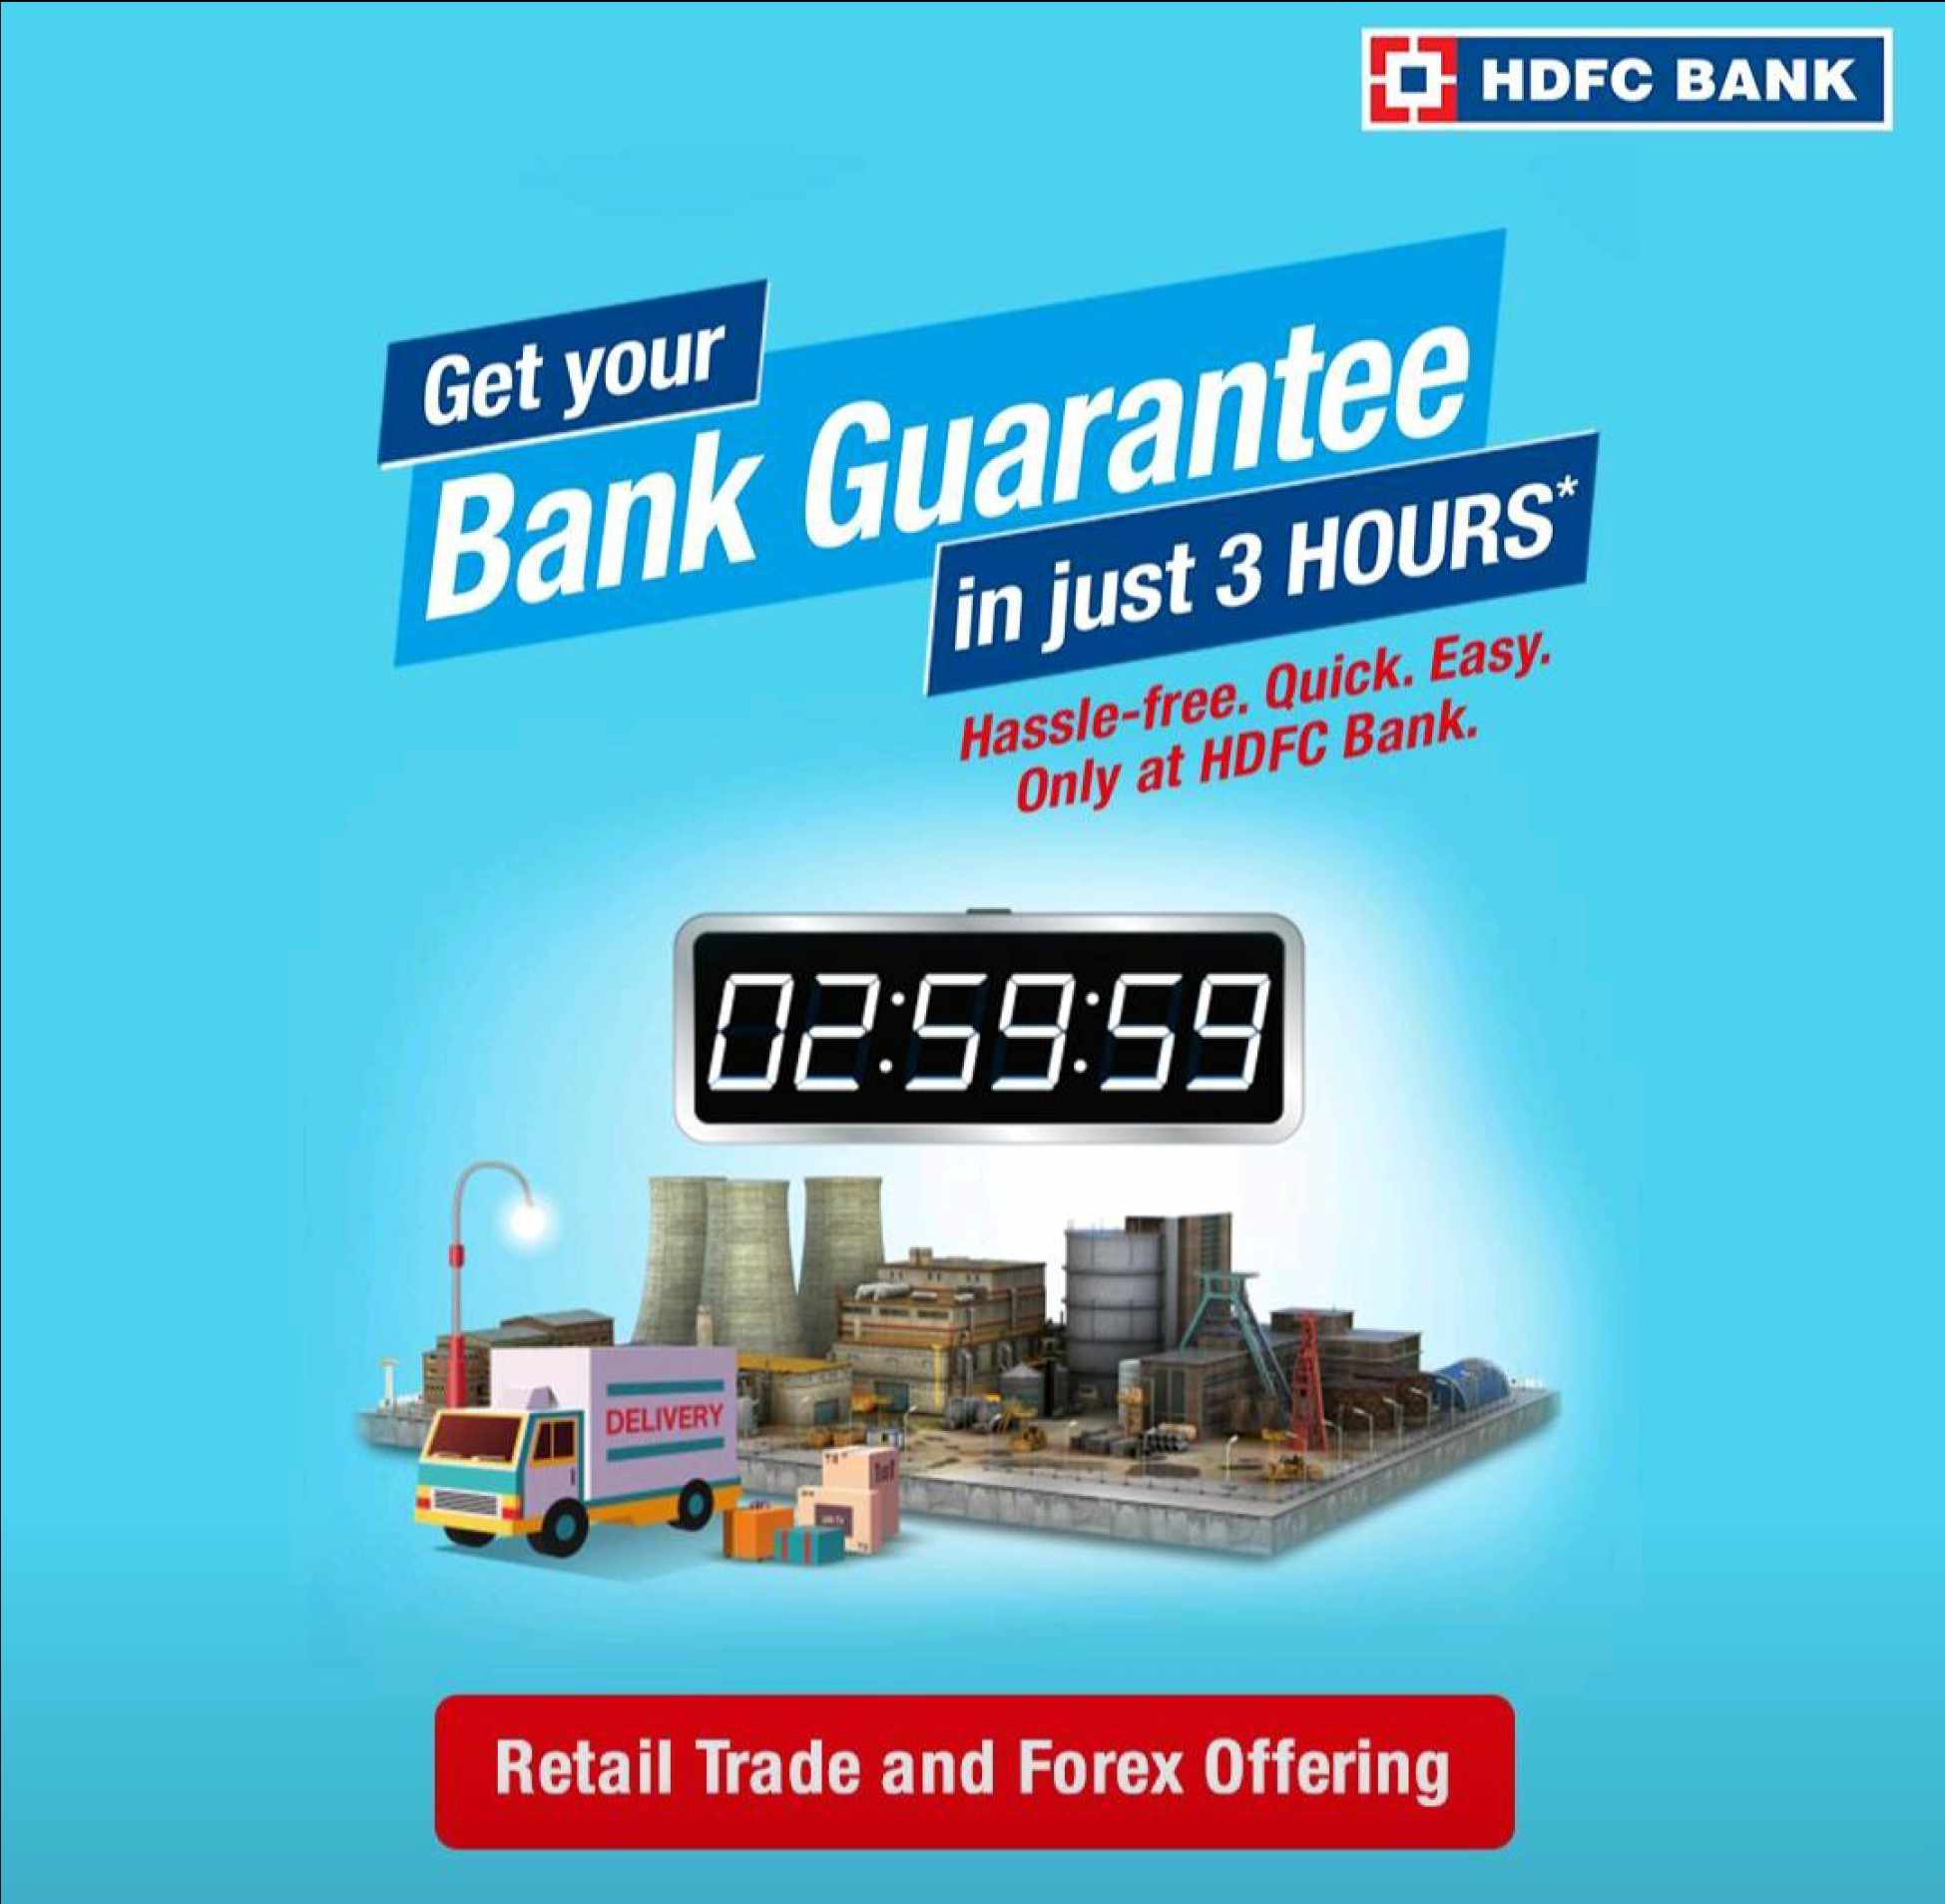 HDFC BANK
Get your
Bank Guarantee
in just 3 HOURS*
Hassle-free. Quick. Easy.
Only at HDFC Bank.
02:59:59
DELIVERY
Retail Trade and Forex Offering